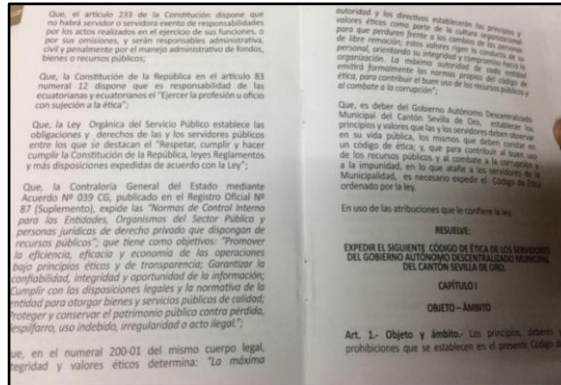 Que, el artículo 233 de la Constitución dispone que
no habrá servidor o servidora exento de responsabilidades
por los actos realizados en el ejercicio de sus funciones, o
por sus omisiones, y serán responsables administrativa,
civil y penalmente por el manejo administrativo de fondos,
bienes o recursos públicos;
Que, la Constitución de la República en el artículo 83
numeral 12 dispone que es responsabilidad de las
ecuatorianas y ecuatorianos el "Ejercer la profesión u oficio
con sujeción a la ética";
Que, la Ley Orgánica del Servicio Público establece las
obligaciones y derechos de las y los servidores públicos
entre los que se destacan el "Respetar, cumplir y hacer
cumplir la Constitución de la República, leyes Reglamentos
y más disposiciones expedidas de acuerdo con la Ley";
Que, la Contraloría General del Estado mediante
Acuerdo Nº 039 CG, publicado en el Registro Oficial Nº
87 (Suplemento), expide las "Normas de Control Interno
para las Entidades, Organismos del Sector Público y
personas jurídicas de derecho privado que dispongan de
recursos públicos"; que tiene como objetivos: "Promover
la eficiencia, eficacia y economía de las operaciones
bajo principios éticos y de transparencia; Garantizar la
confiabilidad, integridad y oportunidad de la información;
Cumplir con las disposiciones legales y la normativa de la
entidad para otorgar bienes y servicios públicos de calidad;
Proteger y conservar el patrimonio público contra pérdida,
despilfarro, uso indebido, irregularidad o acto ilegal.";
ue, en el numeral 200-01 del mismo cuerpo legal,
tegridad y valores éticos determina: "La máxima
autoridad y los directivos establecerán los principios y
valores éticos como parte de la cultura organizacional
para que perduren frente a los cambios de las personas
de libre remoción; estos valores rigen la conducta de su
personal, orientando su integridad y compromiso hacia la
organización. La máxima autoridad de cada entidad
emitirá formalmente las normas propias del código de
ética, para contribuir el buen uso de los recursos públicos y
al combate a la corrupción";
Que, es deber del Gobierno Autónomo Descentralizado
Municipal del Cantón Sevilla de Oro, establecer los
principios y valores que las y los servidores deben observar
en su vida pública, los mismos que deben constar en
un código de ética; y, que para contribuir al buen uso
de los recursos públicos y al combate a la corrupción y
a la impunidad, en lo que atañe a los servidores de la
Municipalidad, es necesario expedir el Código de Ética
ordenado por la ley.
En uso de las atribuciones que le confiere la ley.
RESUELVE:
EXPEDIR EL SIGUIENTE CÓDIGO DE ÉTICA DE LOS SERVIDORES
DEL GOBIERNO AUTÓNOMO DESCENTRALIZADO MUNICIPAL
DEL CANTÓN SEVILLA DE ORO.
CAPÍTULO I
OBJETO – ÁMBITO
Art. 1.- Objeto y ámbito.- Los principios, deberes y
prohibiciones que se establecen en el presente Código de